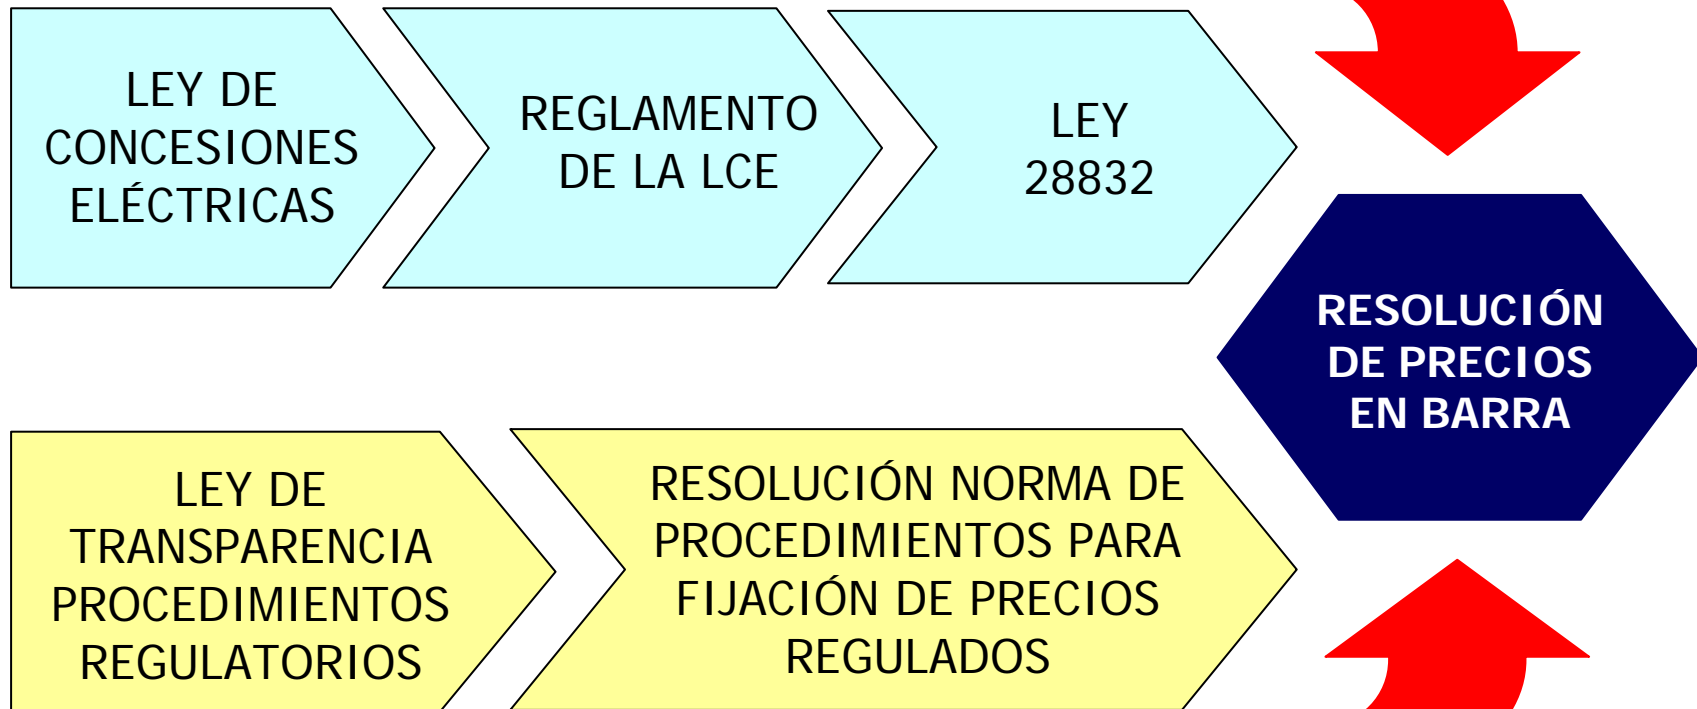 LEY DE
CONCESIONES
ELÉCTRICAS
REGLAMENTO
DE LA LCE
LEY
28832
RESOLUCIÓN
DE PRECIOS
EN BARRA
LEY DE
TRANSPARENCIA
PROCEDIMIENTOS
REGULATORIOS
RESOLUCIÓN NORMA DE
PROCEDIMIENTOS PARA
FIJACIÓN DE PRECIOS
REGULADOS